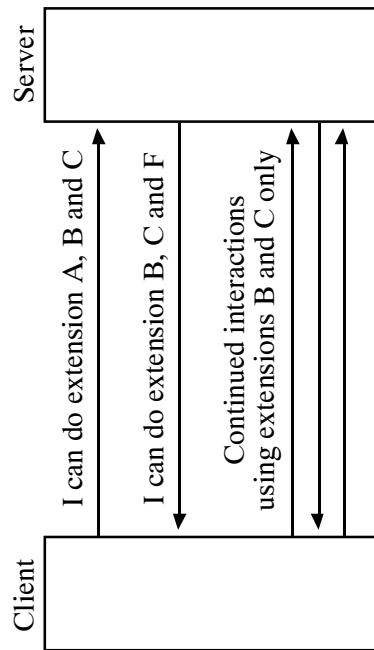 Client
Server
I can do extension A, B and C
I can do extension B, C and F
Continued interactions
using extensions B and C only